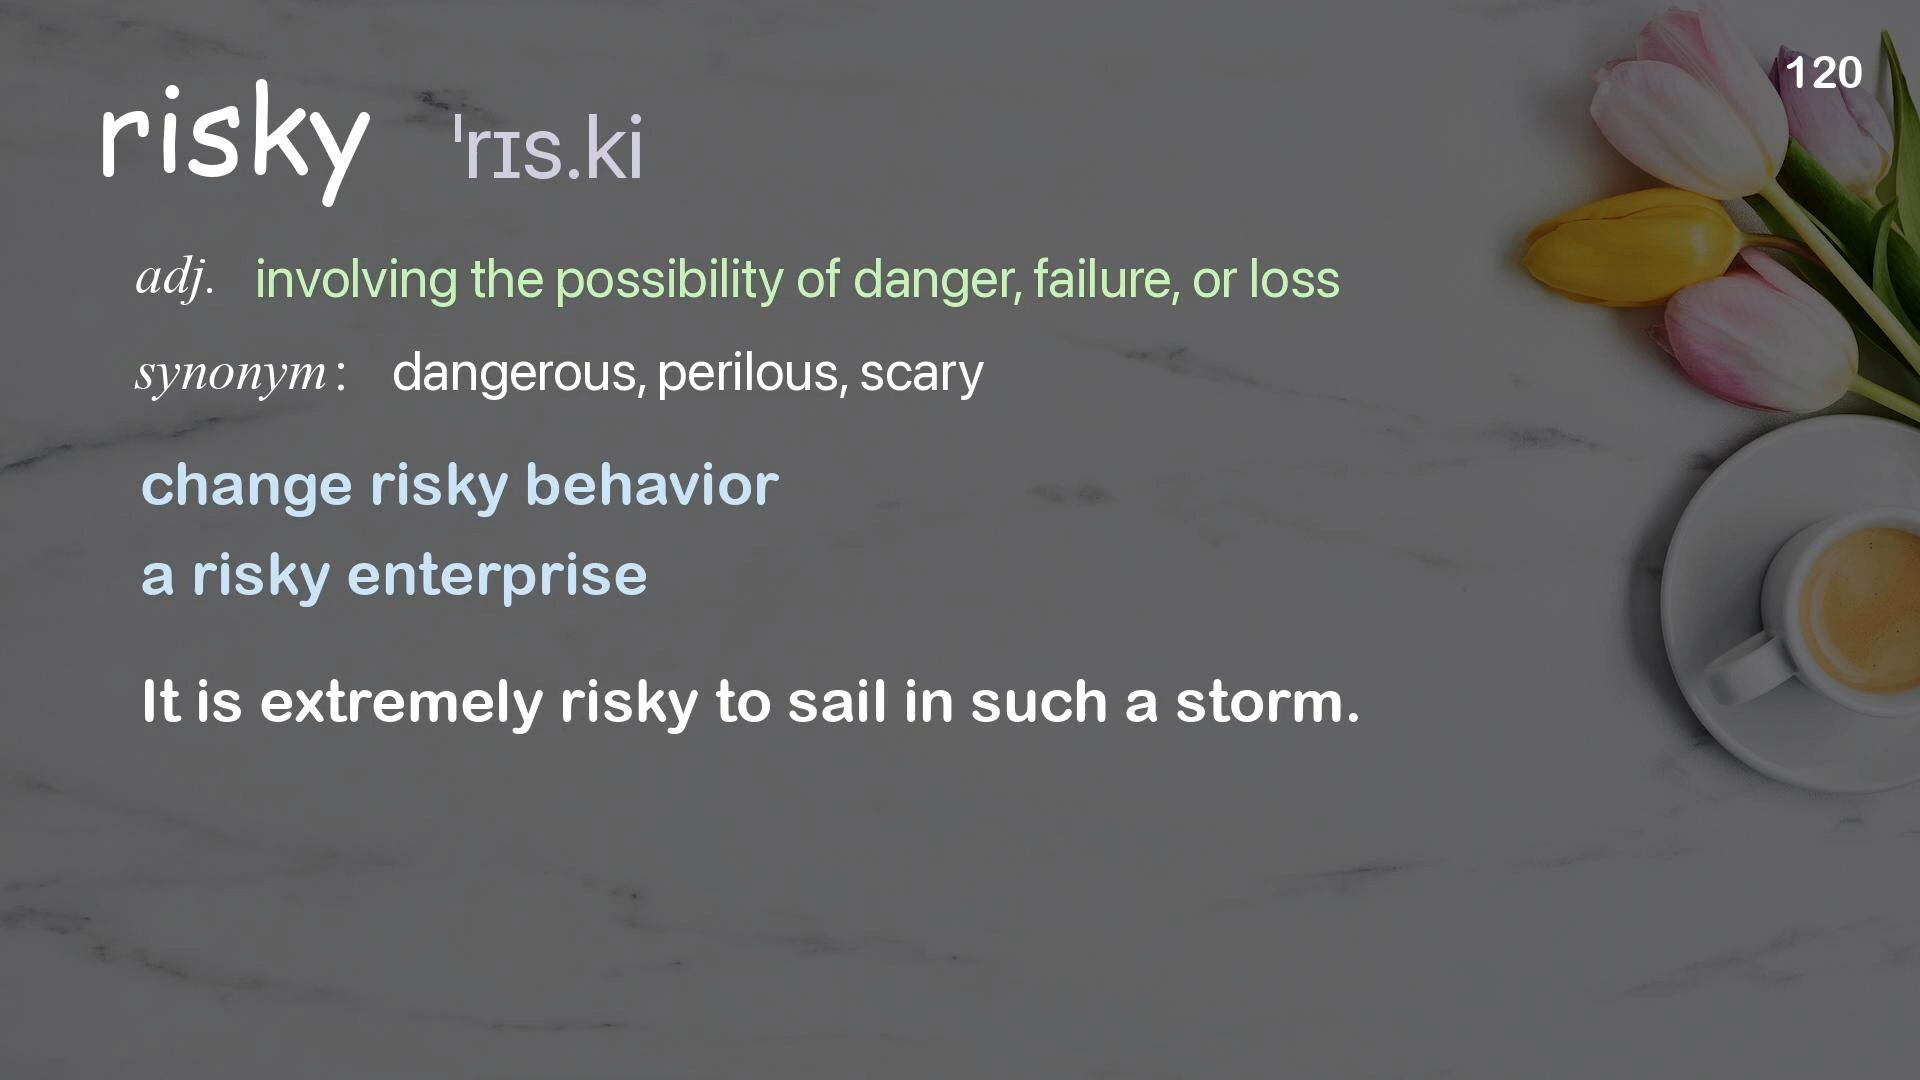 120
risky ˈrɪs.ki
adj. involving the possibility of danger, failure, or loss
synonym: dangerous, perilous, scary
change risky behavior
a risky enterprise
It is extremely risky to sail in such a storm.